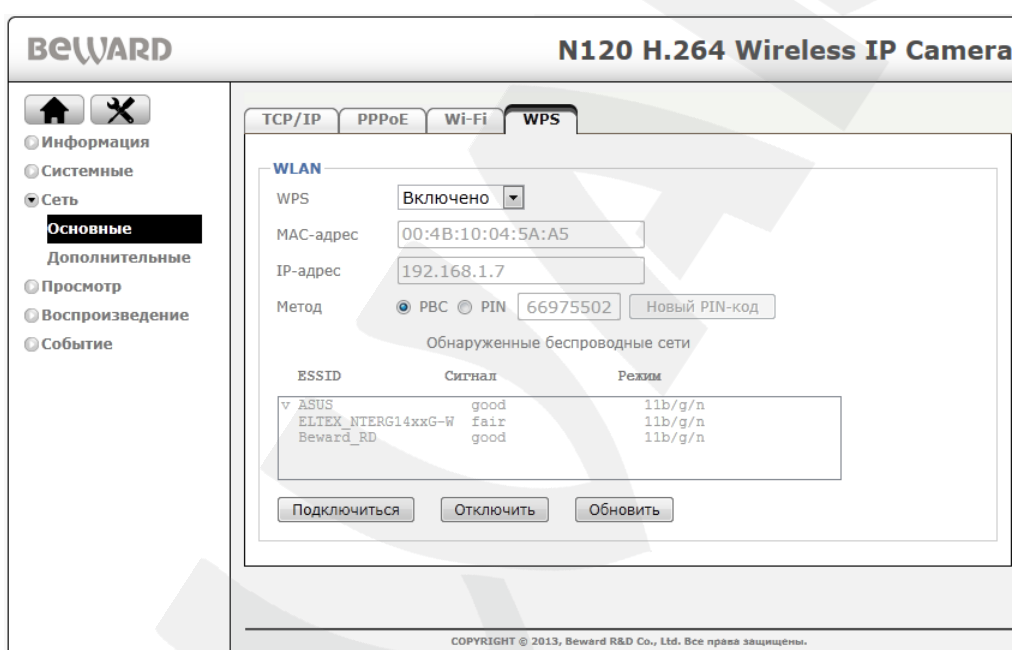 BEWARD
N120 H.264 Wireless IP Camera
Информация
Системные
Сеть
Основные
Дополнительные
Просмотр
Воспроизведение
Событие
TCP/IP PPPoE Wi-Fi WPS
WLAN
WPS Включено
MAC-адрес 00:4B:10:04:5A:A5
IP-адрес 192.168.1.7
Метод PBC PIN 66975502 Новый PIN-код
Обнаруженные беспроводные сети
ESSID Сигнал Режим
v ASUS good 11b/g/n
ELTEX_NTERG14xxG-W fair 11b/g/n
Beward_RD good 11b/g/n
Подключиться Отключить Обновить
COPYRIGHT © 2013, Beward R&D Co., Ltd. Все права защищены.